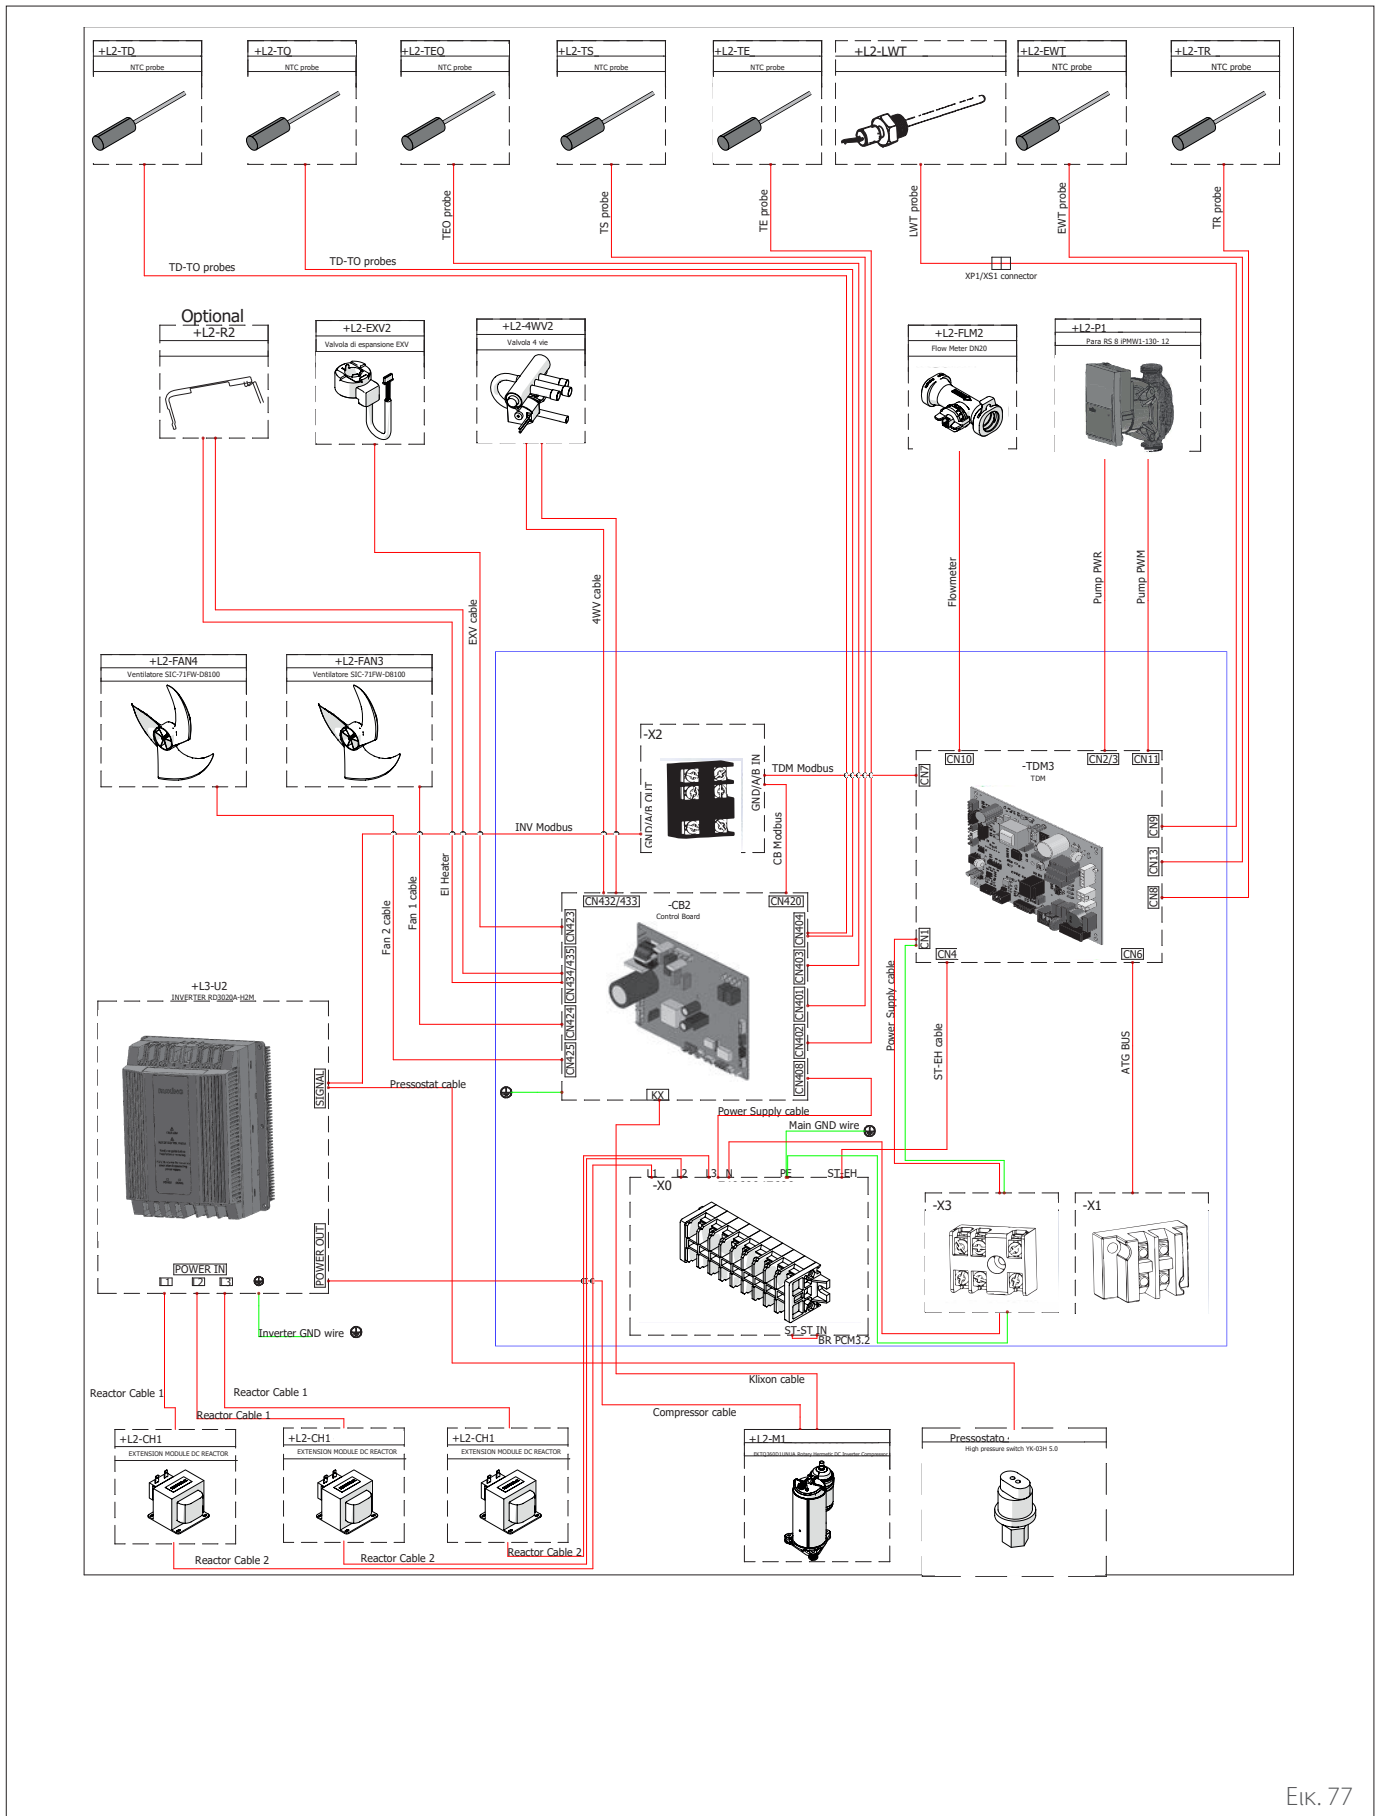 +L2-TD
NTC probe
+L2-TO
NTC probe
+L2-TEO
NTC probe
+L2-TS
NTC probe
+L2-TE
NTC probe
+L2-LWT
+L2-EWT
NTC probe
+L2-TR
NTC probe
TEO probe
TS probe
TE probe
LWT probe
EWT probe
TR probe
TD-TO probes
TD-TO probes
XP1/XS1 connector
Optional
+L2-R2
+L2-EXV2
Valvola di espansione EXV
+L2-4WV2
Valvola 4 vie
+L2-FLM2
Flow Meter DN20
+L2-P1
Para RS 8 iPMW1-130- 12
EXV cable
4WV cable
Flowmeter
Pump PWR
Pump PWM
+L2-FAN4
Ventilatore SIC-71FW-D8100
+L2-FAN3
Ventilatore SIC-71FW-D8100
-X2
GND/A/B OUT
GND/A/B IN
TDM Modbus
INV Modbus
CB Modbus
CN7
CN10
CN2/3
CN11
-TDM3
TDM
CN9
CN13
CN8
CN1
CN4
CN6
El Heater
Fan 1 cable
Fan 2 cable
CN432/433
CN420
-CB2
Control Board
CN423
CN434/435
CN424
CN425
CN404
CN403
CN401
CN402
CN408
KX
Power Supply cable
ST-EH cable
ATG BUS
+L3-U2
INVERTER RD3020A-H2M
SIGNAL
Pressostat cable
POWER OUT
POWER IN
L1
L2
L3
Inverter GND wire
Power Supply cable
Main GND wire
L1
L2
L3
N
PE
ST-EH
-X0
ST-ST IN
BR PCM3.2
-X3
-X1
Reactor Cable 1
Reactor Cable 1
Reactor Cable 1
Klixon cable
Compressor cable
+L2-CH1
EXTENSION MODULE DC REACTOR
+L2-CH1
EXTENSION MODULE DC REACTOR
+L2-CH1
EXTENSION MODULE DC REACTOR
+L2-M1
Pressostato
High pressure switch YK-03H 5.0
Reactor Cable 2
Reactor Cable 2
Reactor Cable 2
Εικ. 77